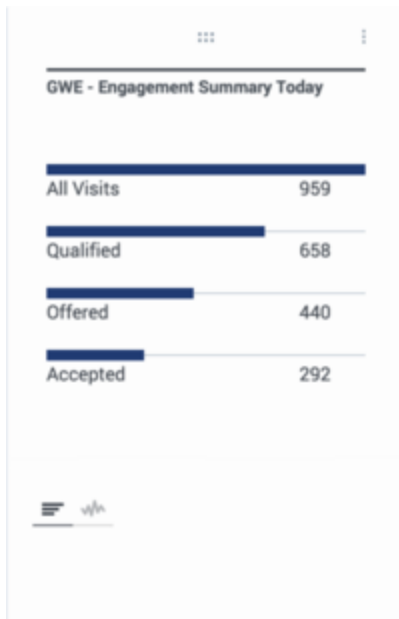 GWE - Engagement Summary Today
All Visits 959
Qualified 658
Offered 440
Accepted 292